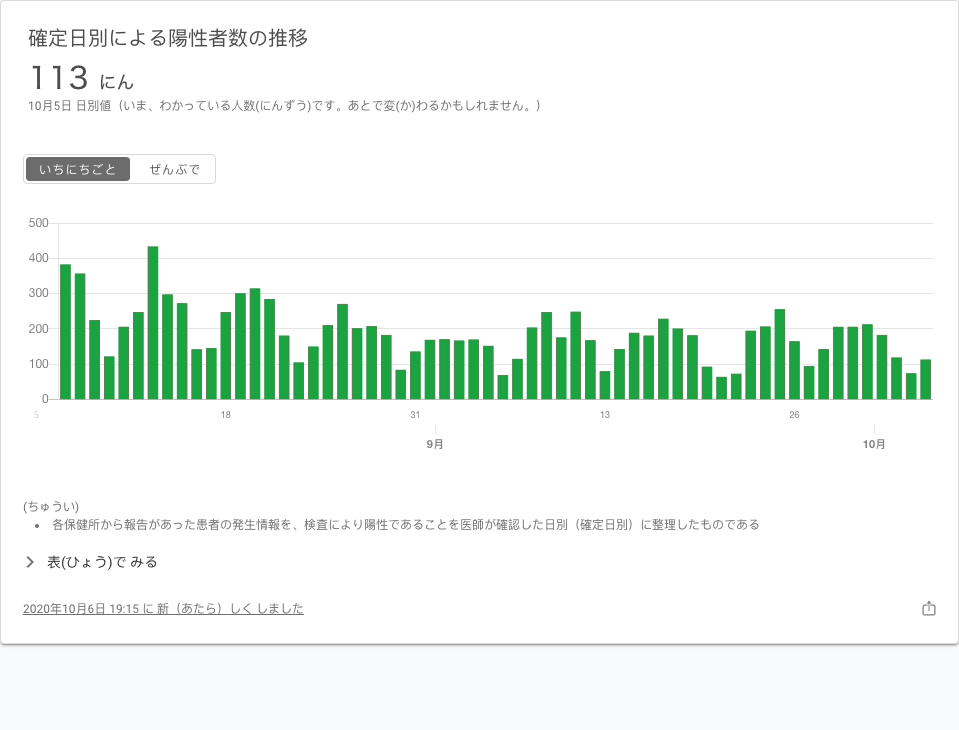 確定日別による陽性者数の推移
113 にん
10月5日 日別値（いま、わかっている人数(にんずう)です。あとで変(か)わるかもしれません。）
いちにちごと ぜんぶで
500
400
300
200
100
0
5 18 31 13 26
9月 10月
(ちゅうい)
• 各保健所から報告があった患者の発生情報を、検査により陽性であることを医師が確認した日別（確定日別）に整理したものである
表(ひょう)で みる
2020年10月6日 19:15 に 新（あたら）しく しました